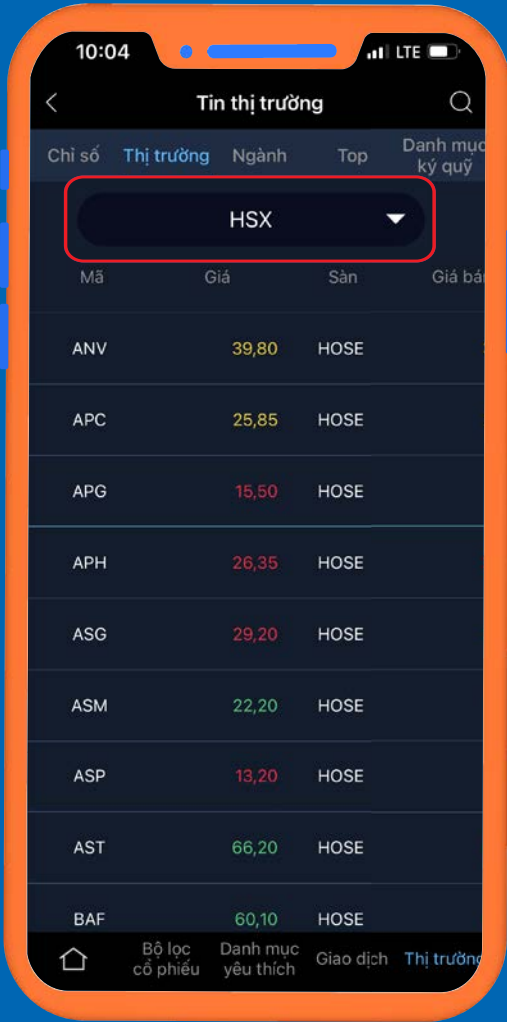 10:04 LTE
Tin thị trường
Chỉ số Thị trường Ngành Top Danh mục ký quỹ
HSX
Mã Giá Sàn Giá bá
ANV 39,80 HOSE
APC 25,85 HOSE
APG 15,50 HOSE
APH 26,35 HOSE
ASG 29,20 HOSE
ASM 22,20 HOSE
ASP 13,20 HOSE
AST 66,20 HOSE
BAF 60,10 HOSE
Bộ lọc cổ phiếu Danh mục yêu thích Giao dịch Thị trường